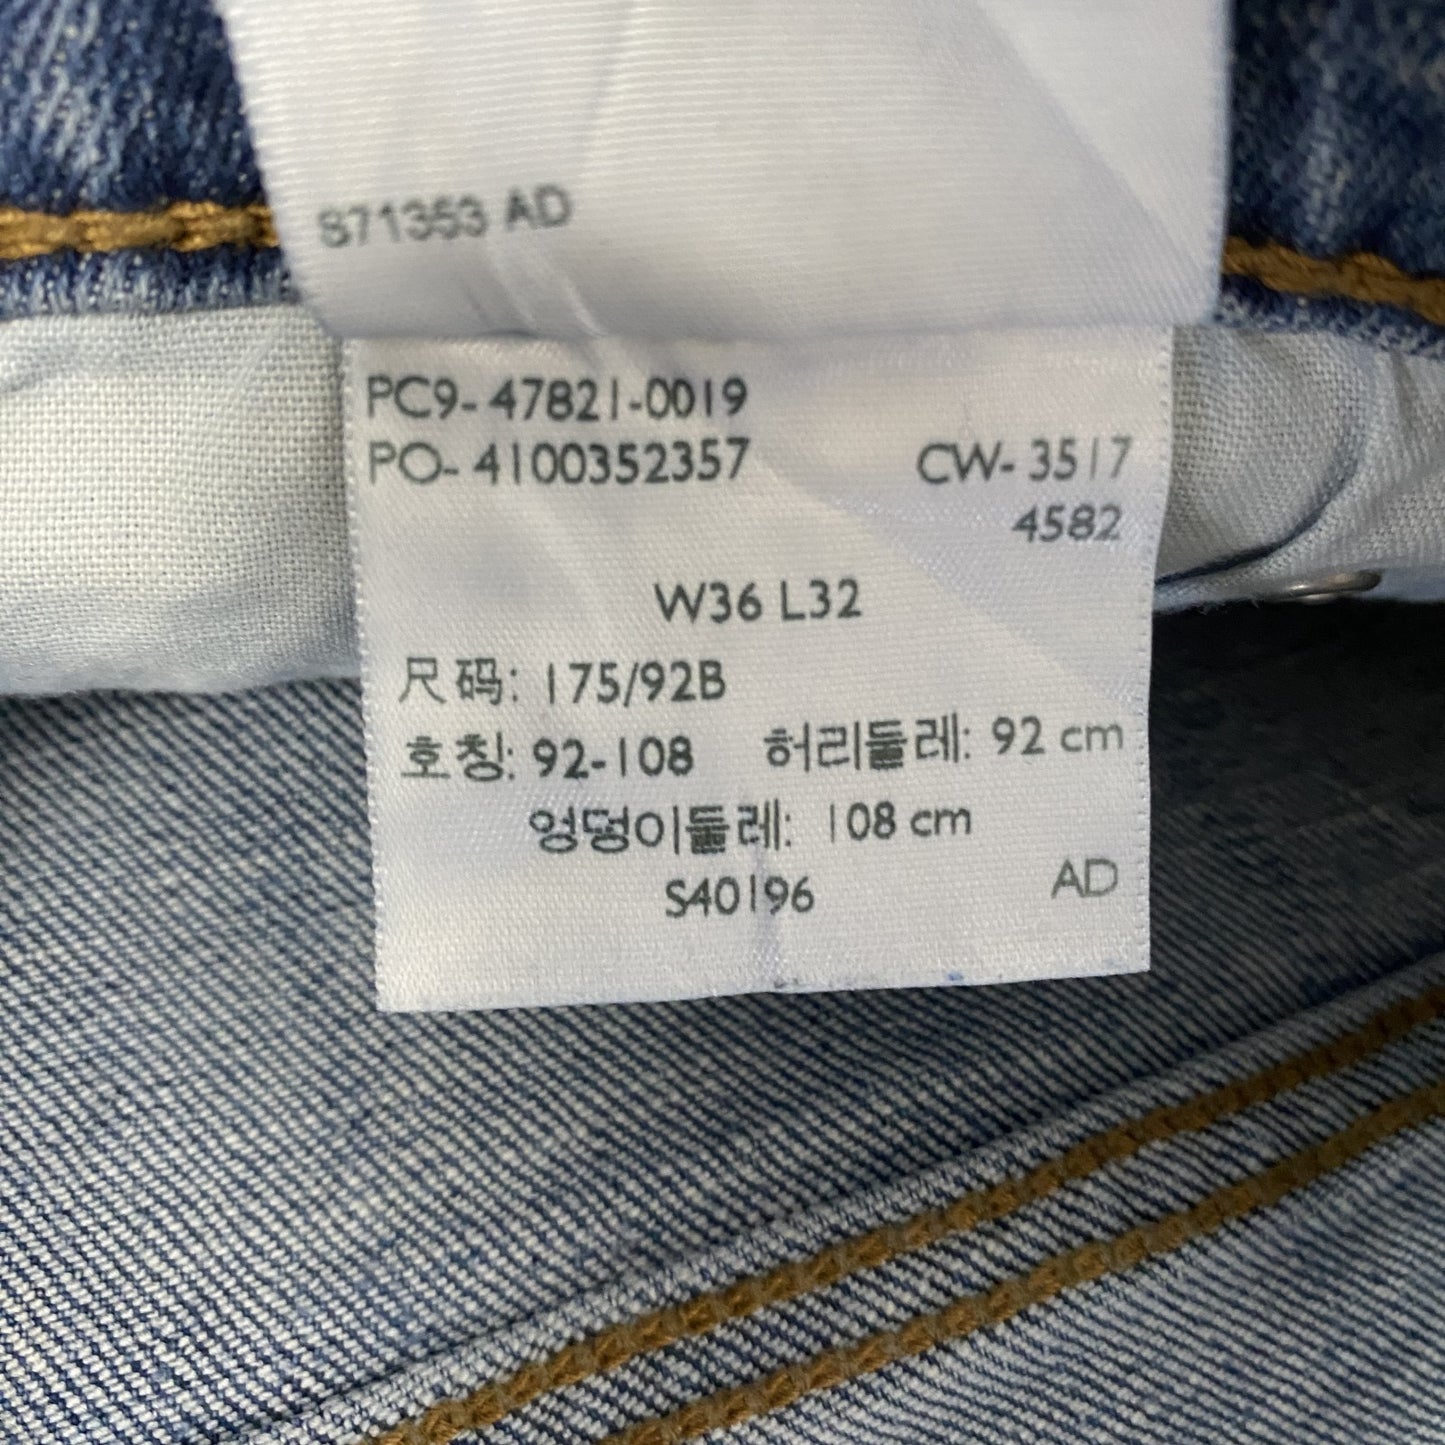 S71353 AD
PC9- 47821-0019
PO- 4100352357 CW- 3517
4582
W36 L32
尺码: 175/92B
호칭: 92-108 허리둘레: 92 cm
엉덩이둘레: 108 cm
S40196 AD